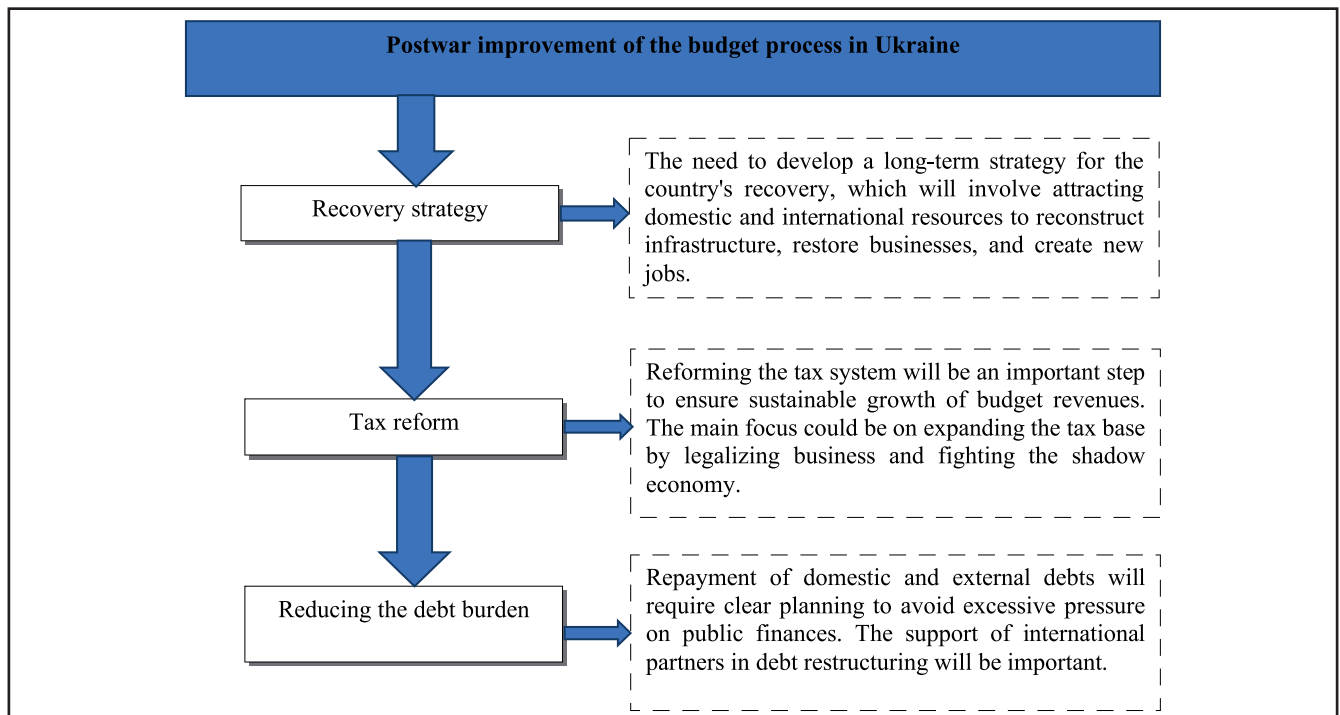 Postwar improvement of the budget process in Ukraine
Recovery strategy
The need to develop a long-term strategy for the
country's recovery, which will involve attracting
domestic and international resources to reconstruct
infrastructure, restore businesses, and create new
jobs.
Tax reform
Reforming the tax system will be an important step
to ensure sustainable growth of budget revenues.
The main focus could be on expanding the tax base
by legalizing business and fighting the shadow
economy.
Reducing the debt burden
Repayment of domestic and external debts will
require clear planning to avoid excessive pressure
on public finances. The support of international
partners in debt restructuring will be important.